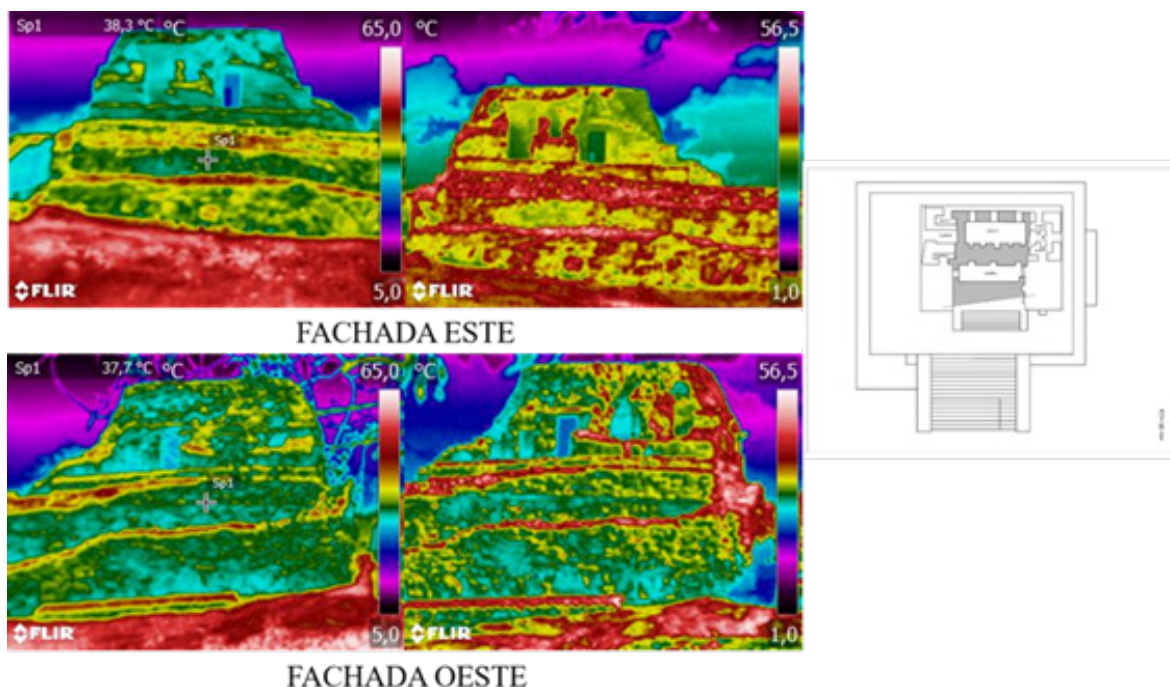 Sp1 38,3 °C °C 65,0
Sp1
FLIR 5,0
°C 56,5
FLIR 1,0
FACHADA ESTE
Sp1 37,7 °C °C 65,0
Sp1
FLIR 5,0
56,5
FLIR 1,0
FACHADA OESTE